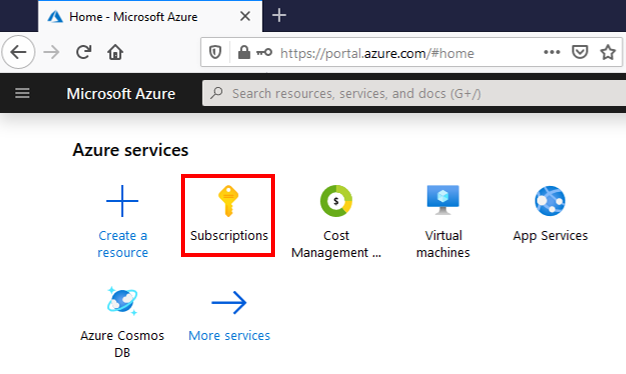 Home - Microsoft Azure
https://portal.azure.com/#home
Microsoft Azure
Search resources, services, and docs (G+/)
Azure services
Create a
resource
Subscriptions
Cost
Management ...
Virtual
machines
App Services
Azure Cosmos
DB
More services